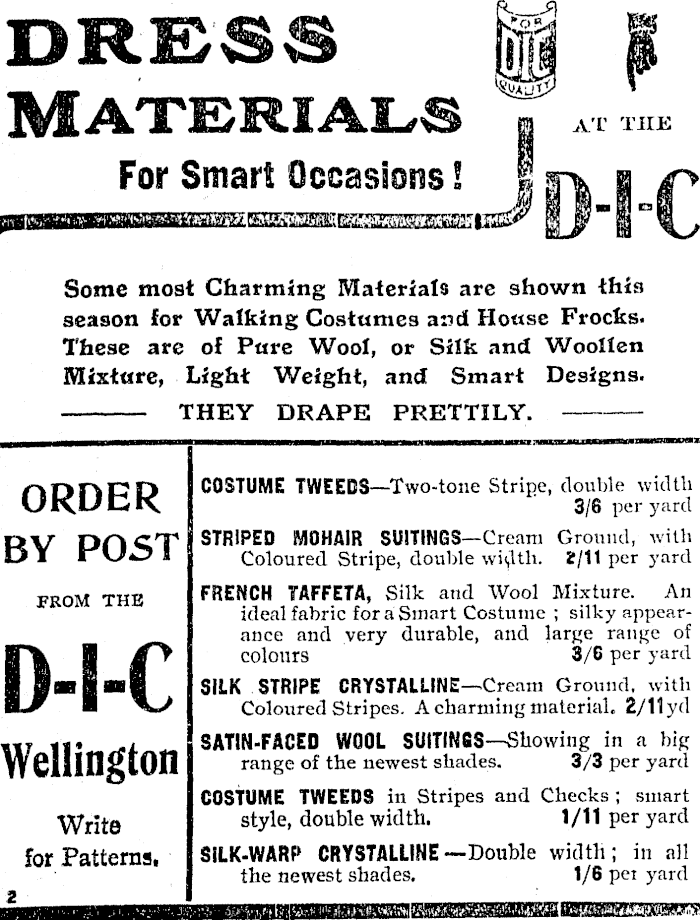 DRESS
MATERIALS
For Smart Occasions!
FOR
DIC
QUALITY
AT THE
D-I-C
Some most Charming Materials are shown this
season for Walking Costumes and House Frocks.
These are of Pure Wool, or Silk and Woollen
Mixture, Light Weight, and Smart Designs.
THEY DRAPE PRETTILY.
ORDER
BY POST
FROM THE
D-I-C
Wellington
Write
for Patterns.
2
COSTUME TWEEDS—Two-tone Stripe, double width
3/6 per yard
STRIPED MOHAIR SUITINGS—Cream Ground, with
Coloured Stripe, double width. 2/11 per yard
FRENCH TAFFETA, Silk and Wool Mixture. An
ideal fabric for a Smart Costume; silky appear-
ance and very durable, and large range of
colours 3/6 per yard
SILK STRIPE CRYSTALLINE—Cream Ground, with
Coloured Stripes. A charming material. 2/11 yd
SATIN-FACED WOOL SUITINGS—Showing in a big
range of the newest shades. 3/3 per yard
COSTUME TWEEDS in Stripes and Checks; smart
style, double width. 1/11 per yard
SILK-WARP CRYSTALLINE—Double width; in all
the newest shades. 1/6 per yard